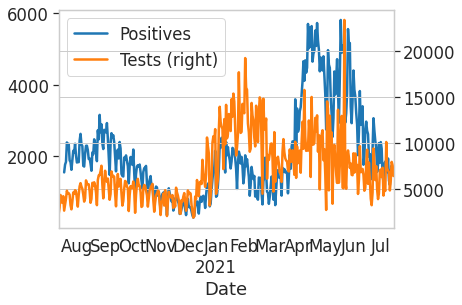 6000
4000
2000
Positives
Tests (right)
20000
15000
10000
5000
Aug Sep Oct Nov Dec Jan Feb Mar Apr May Jun Jul
2021
Date